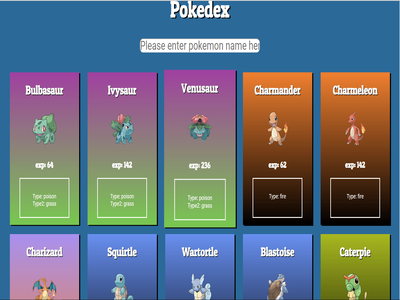 Pokedex
Please enter pokemon name her
Bulbasaur
Ivysaur
Venusaur
Charmander
Charmeleon
exp: 64
exp: 142
exp: 236
exp: 62
exp: 142
Type: poison
Type2: grass
Type: poison
Type2: grass
Type: poison
Type2: grass
Type: fire
Type: fire
Charizard
Squirtle
Wartortle
Blastoise
Caterpie